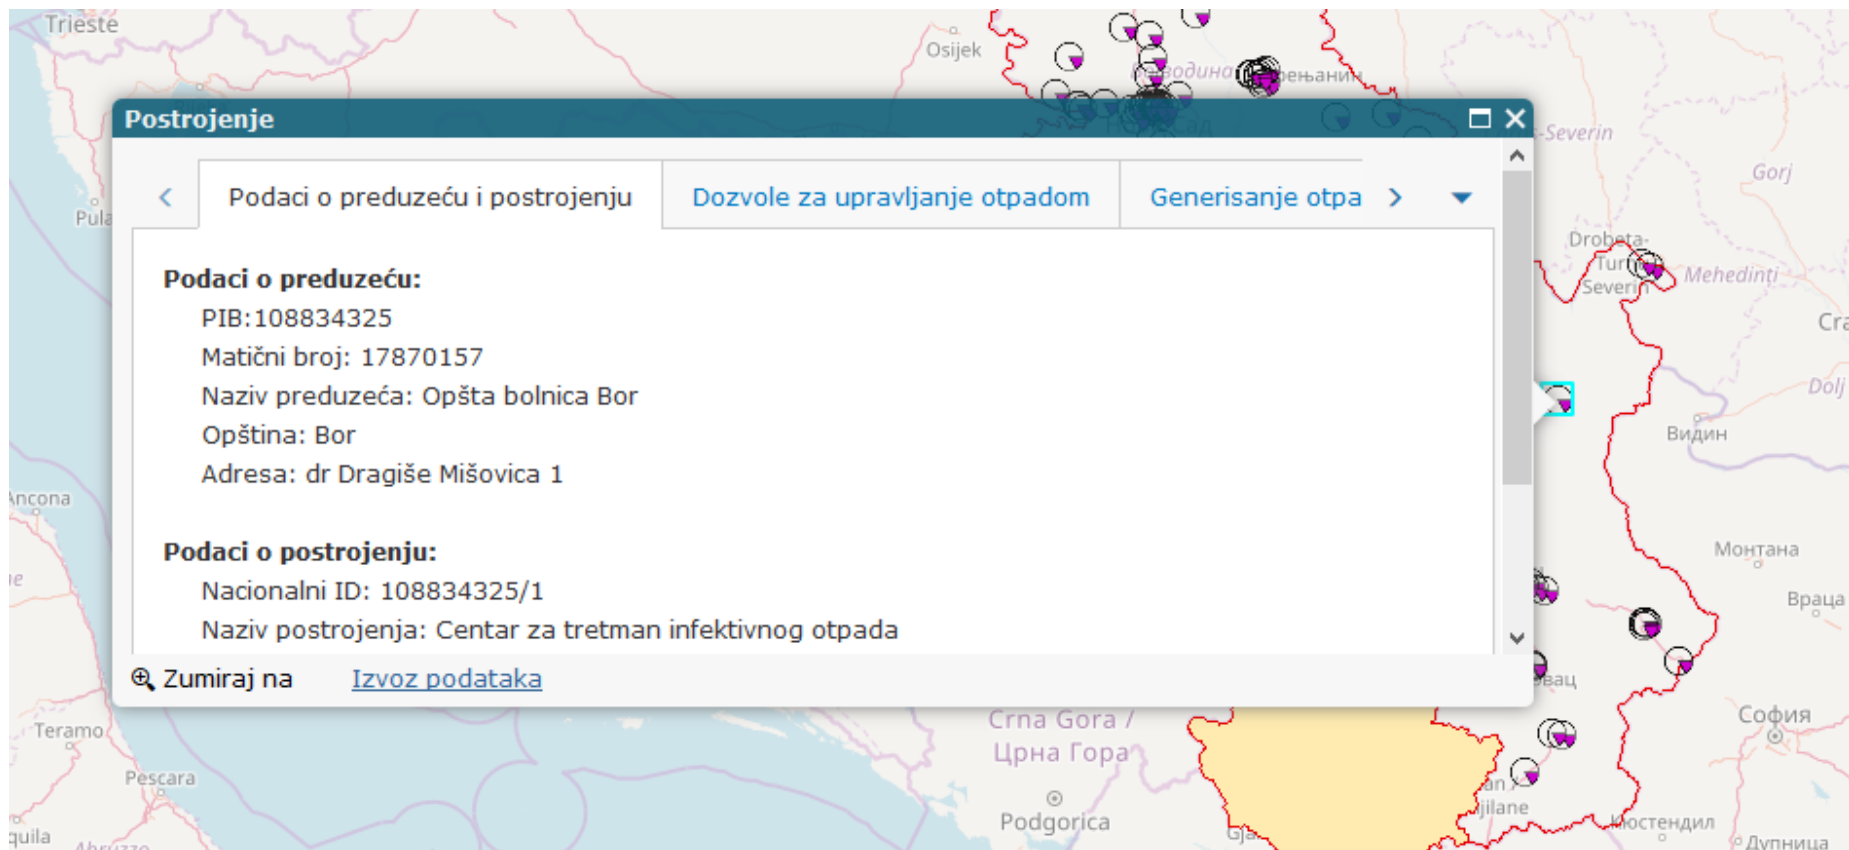 Trieste
Osijek
Postrojenje
-Severin
Gorj
Podaci o preduzeću i postrojenju
Dozvole za upravljanje otpadom
Generisanje otpa
Pula
Drobeta-
Severin
Mehedinți
Podaci o preduzeću:
PIB:108834325
Matični broj: 17870157
Naziv preduzeća: Opšta bolnica Bor
Opština: Bor
Adresa: dr Dragiše Mišovica 1
Dolj
Видин
Ancona
Podaci o postrojenju:
Nacionalni ID: 108834325/1
Naziv postrojenja: Centar za tretman infektivnog otpada
Монтана
Враца
Zumiraj na
Izvoz podataka
Crna Gora /
Црна Гора
Teramo
Pescara
София
Podgorica
Кюстендил
Дупница